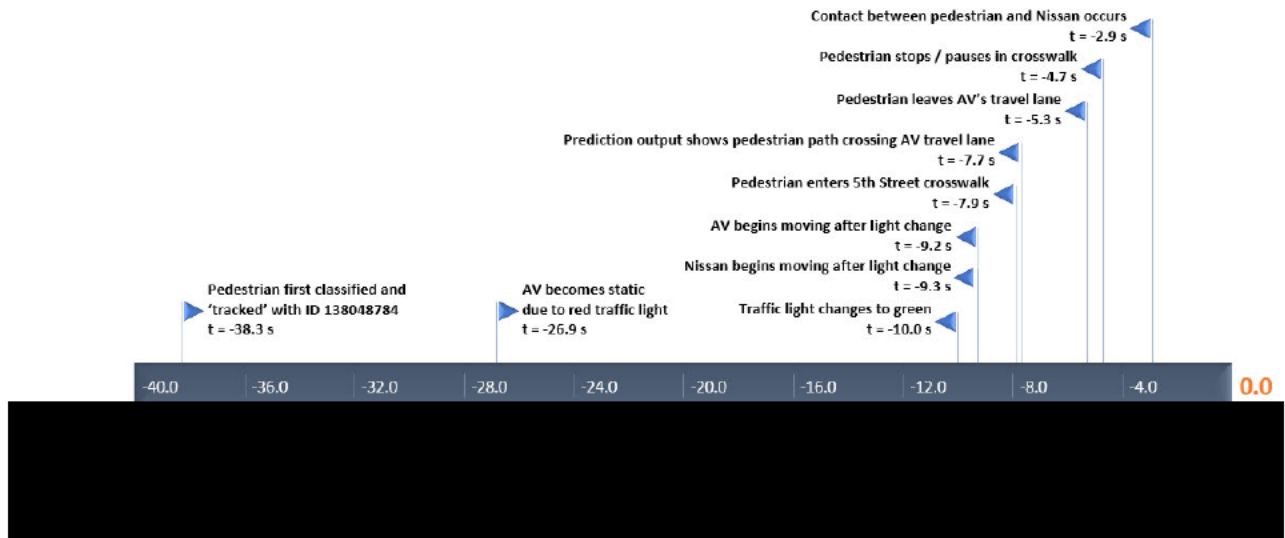 Contact between pedestrian and Nissan occurs
t = -2.9 s
Pedestrian stops / pauses in crosswalk
t = -4.7 s
Pedestrian leaves AV's travel lane
t = -5.3 s
Prediction output shows pedestrian path crossing AV travel lane
t = -7.7 s
Pedestrian enters 5th Street crosswalk
t = -7.9 s
AV begins moving after light change
t = -9.2 s
Nissan begins moving after light change
t = -9.3 s
Traffic light changes to green
t = -10.0 s
Pedestrian first classified and
'tracked' with ID 138048784
t = -38.3 s
AV becomes static
due to red traffic light
t = -26.9 s
-40.0 -36.0 -32.0 -28.0 -24.0 -20.0 -16.0 -12.0 -8.0 -4.0 0.0